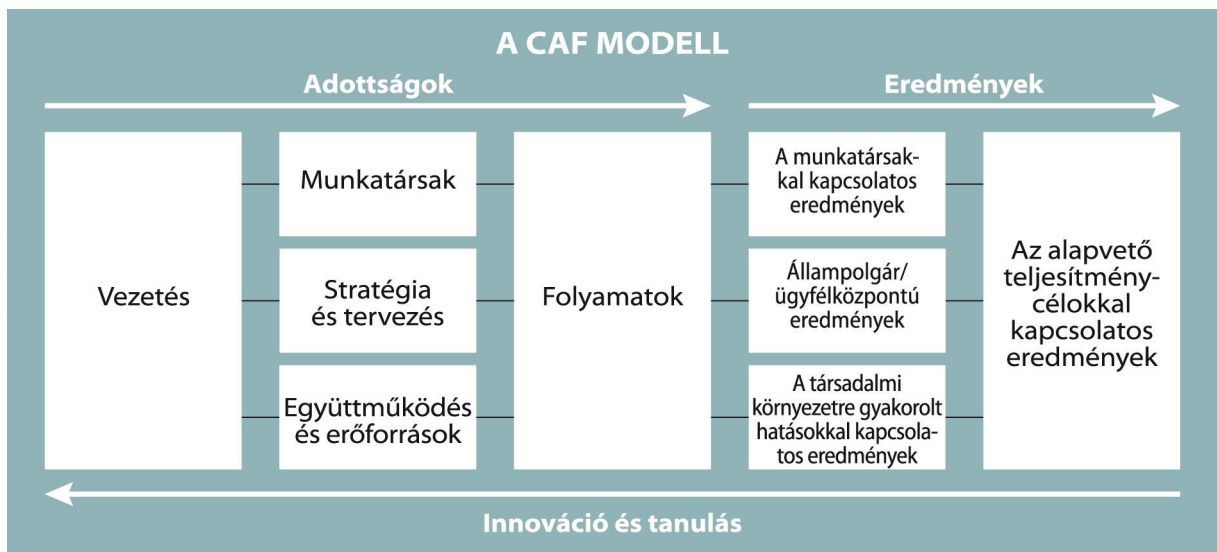 A CAF MODELL
Adottságok
Eredmények
Vezetés
Munkatársak
Stratégia
és tervezés
Együttműködés
és erőforrások
Folyamatok
A munkatársak-
kal kapcsolatos
eredmények
Állampolgár/
ügyfélközpontú
eredmények
A társadalmi
környezetre gyakorolt
hatásokkal kapcsola-
tos eredmények
Az alapvető
teljesítmény-
célokkal
kapcsolatos
eredmények
Innováció és tanulás